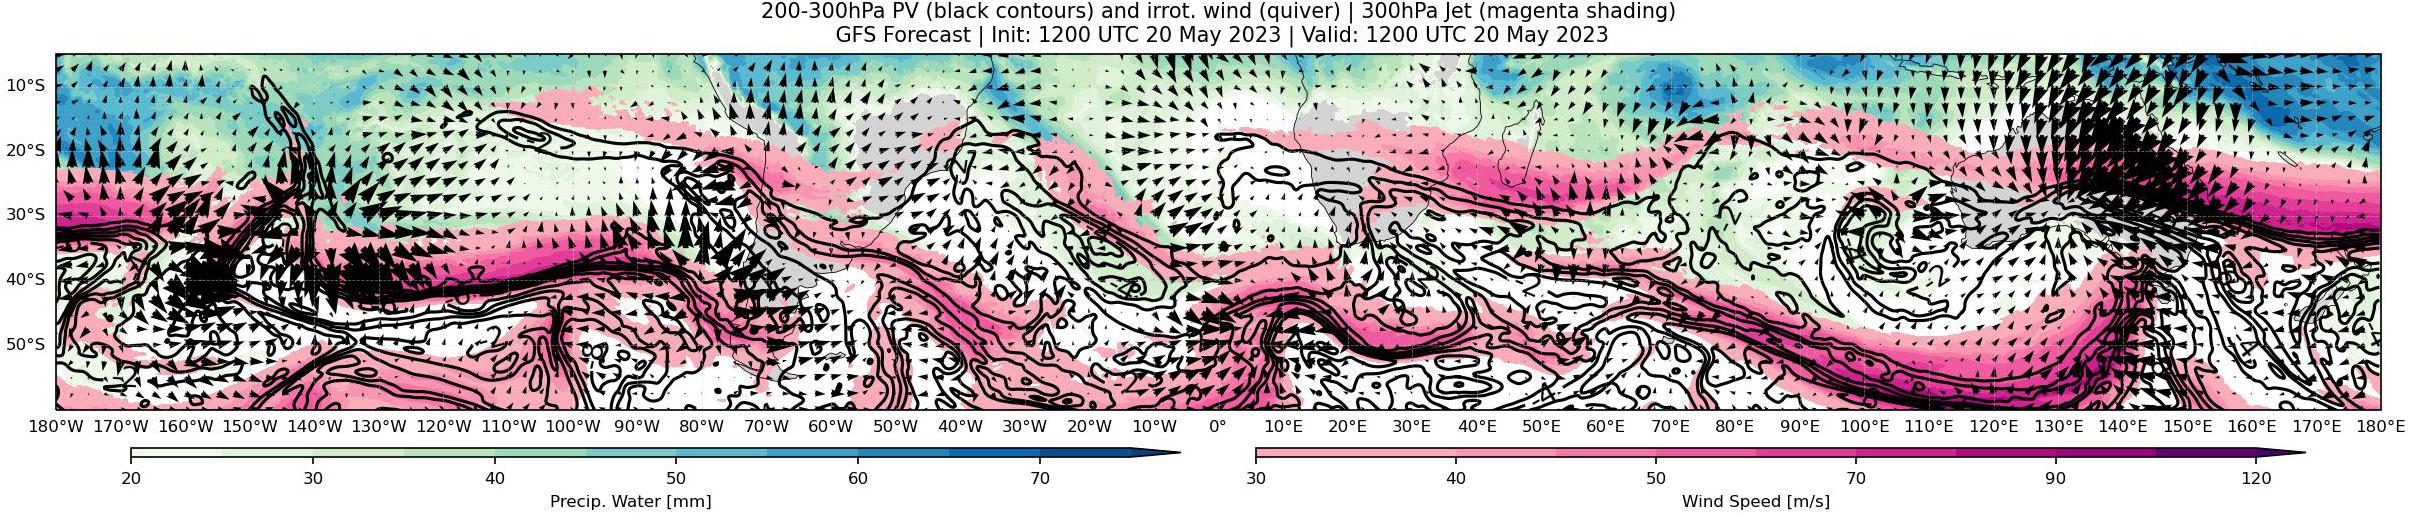 200-300hPa PV (black contours) and irrot. wind (quiver) | 300hPa Jet (magenta shading)
GFS Forecast | Init: 1200 UTC 20 May 2023 | Valid: 1200 UTC 20 May 2023
10°S
20°S
30°S
40°S
50°S
180°W 170°W 160°W 150°W 140°W 130°W 120°W 110°W 100°W 90°W 80°W 70°W 60°W 50°W 40°W 30°W 20°W 10°W 0° 10°E 20°E 30°E 40°E 50°E 60°E 70°E 80°E 90°E 100°E 110°E 120°E 130°E 140°E 150°E 160°E 170°E 180°E
20 30 40 50 60 70
Precip. Water [mm]
30 40 50 70 90 120
Wind Speed [m/s]